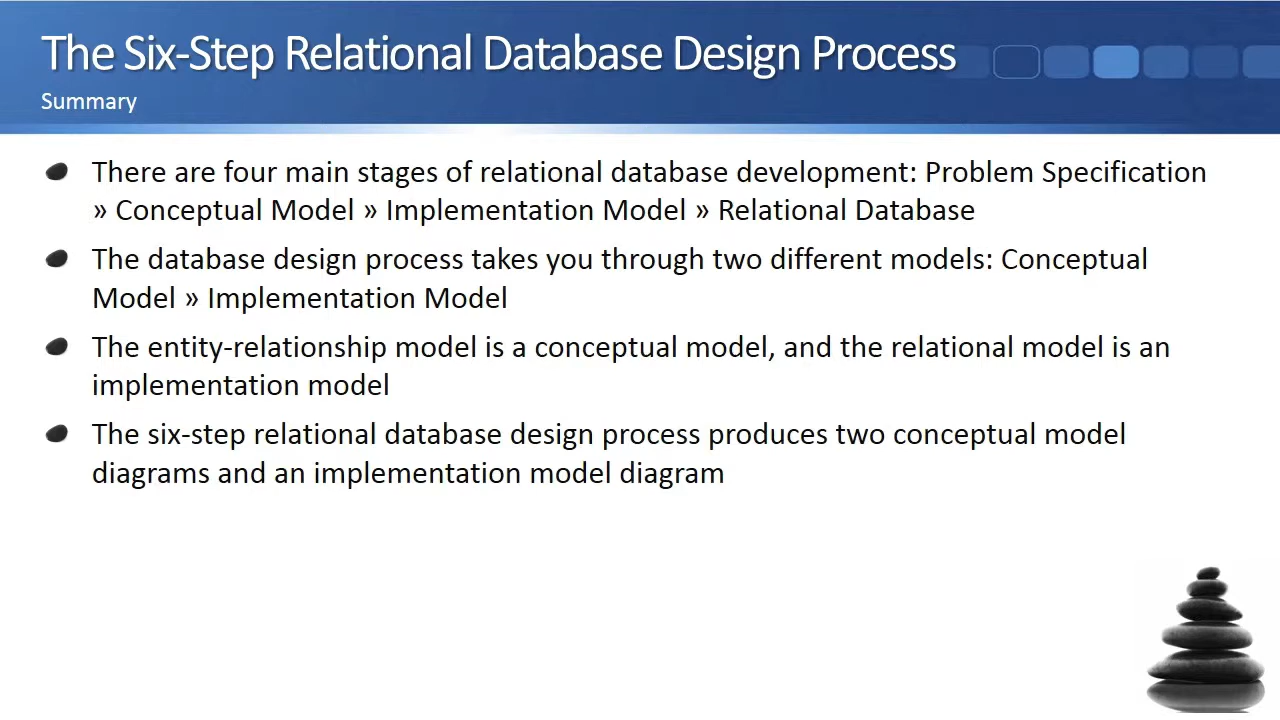 The Six-Step Relational Database Design Process
Summary
There are four main stages of relational database development: Problem Specification
» Conceptual Model » Implementation Model » Relational Database
The database design process takes you through two different models: Conceptual
Model » Implementation Model
The entity-relationship model is a conceptual model, and the relational model is an
implementation model
The six-step relational database design process produces two conceptual model
diagrams and an implementation model diagram